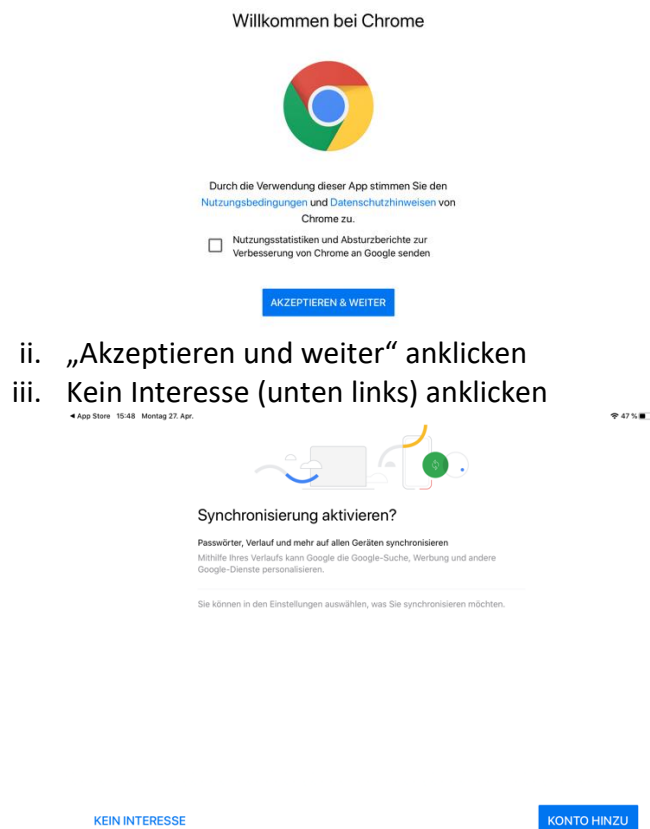 Willkommen bei Chrome
Durch die Verwendung dieser App stimmen Sie den
Nutzungsbedingungen und Datenschutzhinweisen von
Chrome zu.
Nutzungsstatistiken und Absturzberichte zur
Verbesserung von Chrome an Google senden
AKZEPTIEREN & WEITER
ii. „Akzeptieren und weiter“ anklicken
iii. Kein Interesse (unten links) anklicken
◀ App Store 15:48 Montag 27. Apr. 47 %
Synchronisierung aktivieren?
Passwörter, Verlauf und mehr auf allen Geräten synchronisieren
Mithilfe Ihres Verlaufs kann Google die Google-Suche, Werbung und andere
Google-Dienste personalisieren.
Sie können in den Einstellungen auswählen, was Sie synchronisieren möchten.
KEIN INTERESSE KONTO HINZU